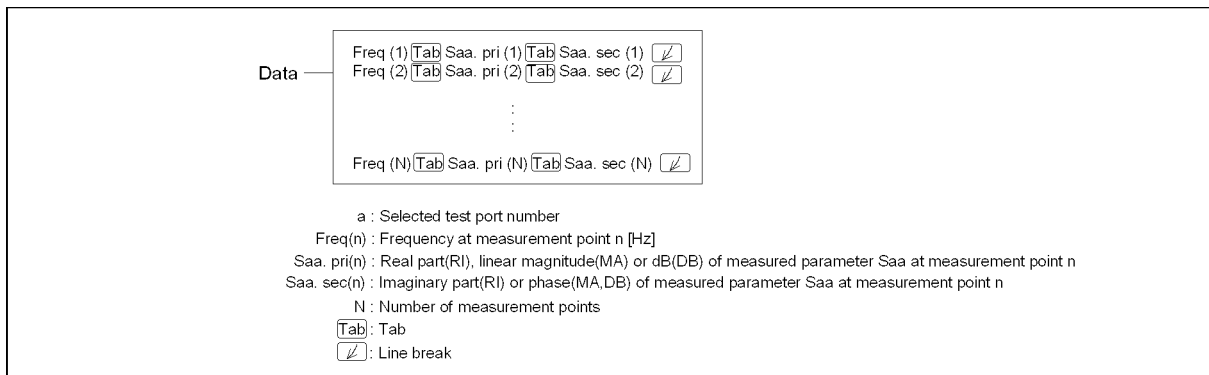 Freq (1) Tab Saa. pri (1) Tab Saa. sec (1)
Data
Freq (2) Tab Saa. pri (2) Tab Saa. sec (2)
Freq (N) Tab Saa. pri (N) Tab Saa. sec (N)
a : Selected test port number
Freq(n) : Frequency at measurement point n [Hz]
Saa. pri(n) : Real part(RI), linear magnitude(MA) or dB(DB) of measured parameter Saa at measurement point n
Saa. sec(n) : Imaginary part(RI) or phase(MA,DB) of measured parameter Saa at measurement point n
N : Number of measurement points
Tab : Tab
: Line break